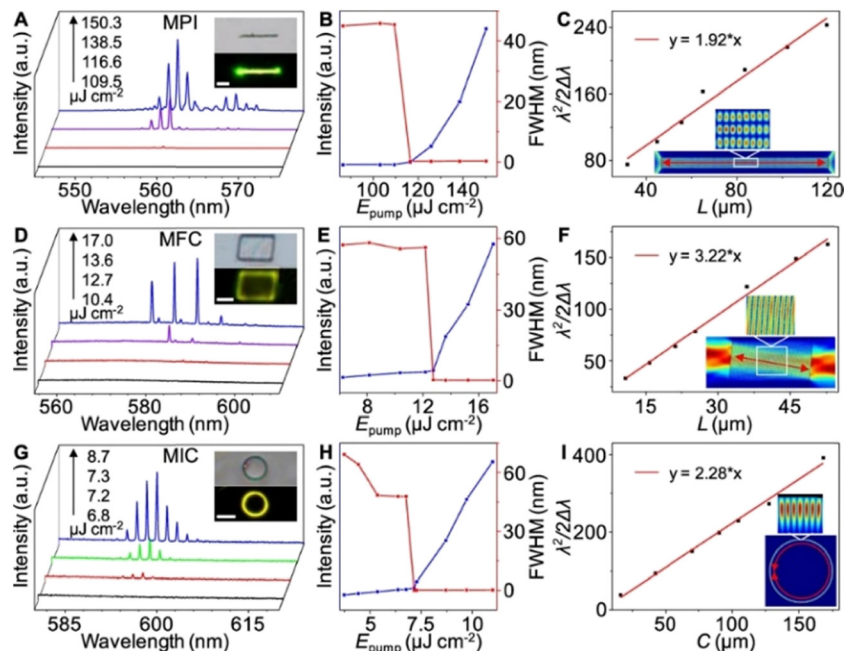 A
150.3
138.5
116.6
109.5
µJ cm⁻²
MPI
Intensity (a.u.)
550 560 570
Wavelength (nm)
B
Intensity (a.u.)
40
20
0
FWHM (nm)
100 120 140
E_pump (µJ cm⁻²)
C
y = 1.92*x
λ²/2Δλ
240
160
80
30 60 90 120
L (µm)
D
17.0
13.6
12.7
10.4
µJ cm⁻²
MFC
Intensity (a.u.)
560 580 600
Wavelength (nm)
E
Intensity (a.u.)
60
30
0
FWHM (nm)
8 12 16
E_pump (µJ cm⁻²)
F
y = 3.22*x
λ²/2Δλ
150
100
50
15 30 45
L (µm)
G
8.7
7.3
7.2
6.8
µJ cm⁻²
MIC
Intensity (a.u.)
585 600 615
Wavelength (nm)
H
Intensity (a.u.)
60
30
0
FWHM (nm)
5 7.5 10
E_pump (µJ cm⁻²)
I
y = 2.28*x
λ²/2Δλ
400
200
0
50 100 150
C (µm)